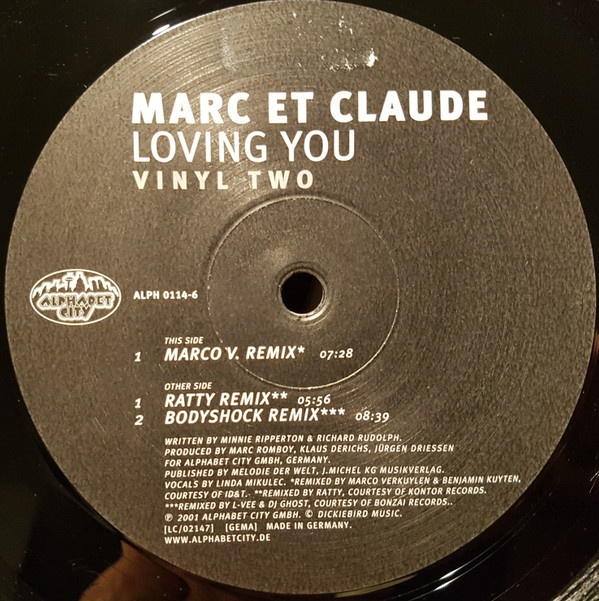 MARC ET CLAUDE
LOVING YOU
VINYL TWO
ALPHABET
CITY
ALPH 0114-6
THIS SIDE
1 MARCO V. REMIX* 07:28
OTHER SIDE
1 RATTY REMIX** 05:56
2 BODYSHOCK REMIX*** 08:39
WRITTEN BY MINNIE RIPPERTON & RICHARD RUDOLPH.
PRODUCED BY MARC ROMBOY, KLAUS DERICHS, JÜRGEN DRIESSEN
FOR ALPHABET CITY GMBH, GERMANY.
PUBLISHED BY MELODIE DER WELT, J.MICHEL KG MUSIKVERLAG.
VOCALS BY LINDA MIKULEC. *REMIXED BY MARCO VERKUYLEN & BENJAMIN KUYTEN,
COURTESY OF ID&T. **REMIXED BY RATTY, COURTESY OF KONTOR RECORDS.
***REMIXED BY L-VEE & DJ GHOST, COURTESY OF BONZAI RECORDS..
℗ 2001 ALPHABET CITY GMBH. © DICKIEBIRD MUSIC.
[LC/02147] [GEMA] MADE IN GERMANY.
WWW.ALPHABETCITY.DE